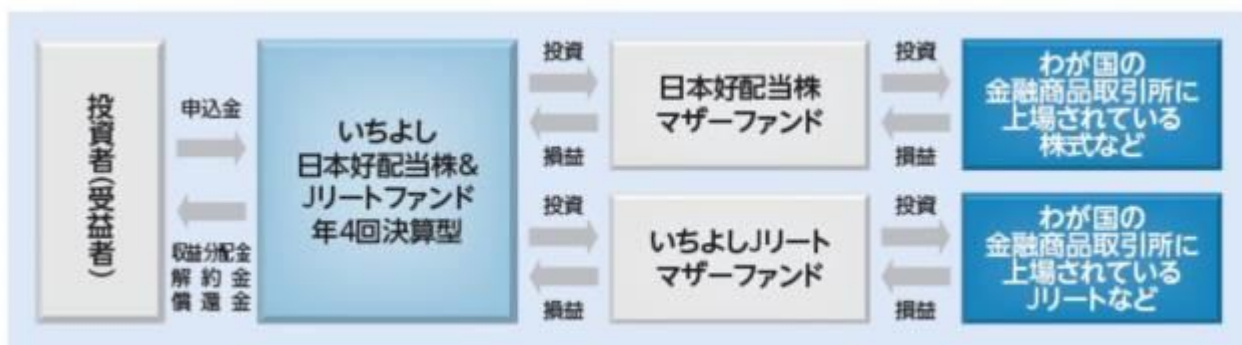 投資者(受益者)
申込金
収益分配金
解約金
償還金
いちよし
日本好配当株&
Jリートファンド
年4回決算型
投資
損益
日本好配当株
マザーファンド
投資
損益
わが国の
金融商品取引所に
上場されている
株式など
投資
損益
いちよしJリート
マザーファンド
投資
損益
わが国の
金融商品取引所に
上場されている
Jリートなど